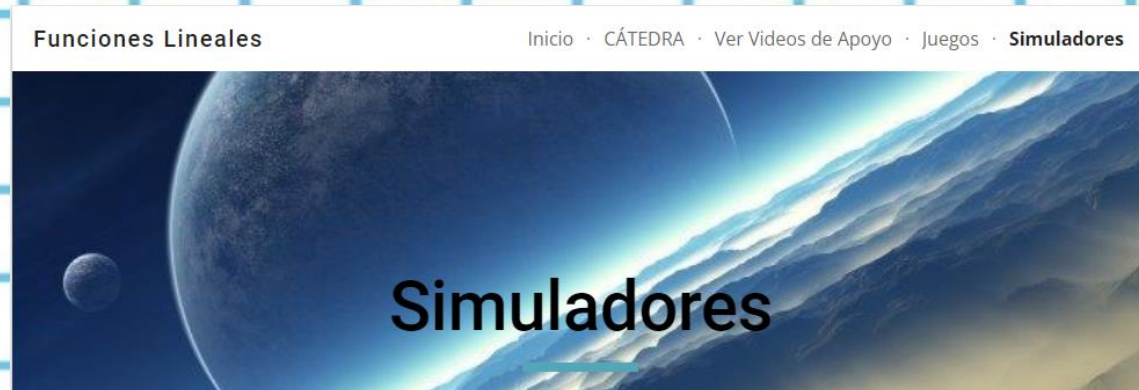 Funciones Lineales
Inicio · CÁTEDRA · Ver Videos de Apoyo · Juegos · Simuladores
Simuladores